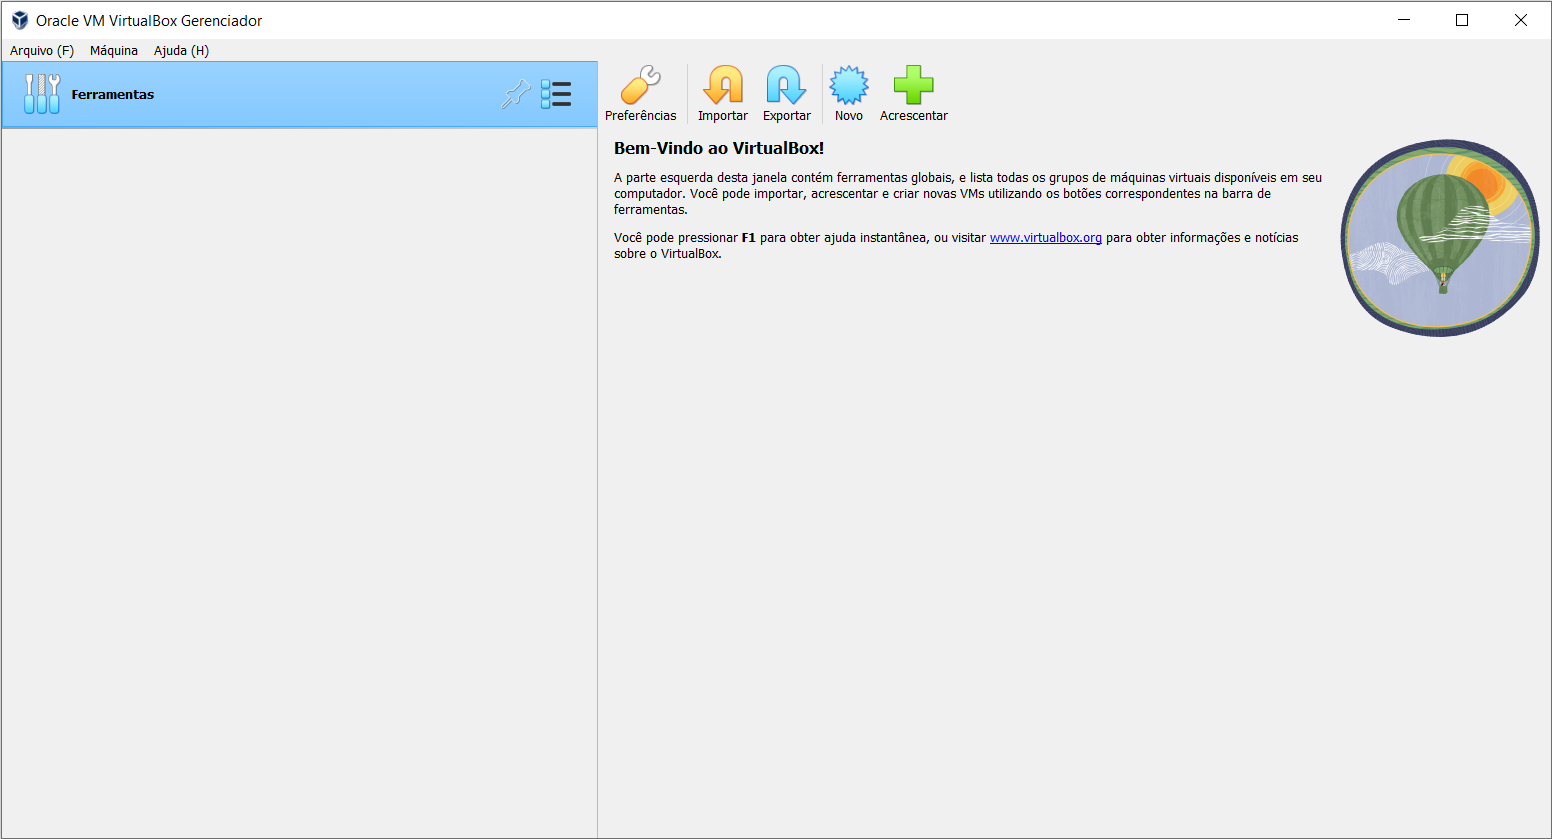 Oracle VM VirtualBox Gerenciador
Arquivo (F) Máquina Ajuda (H)
Ferramentas
Preferências Importar Exportar Novo Acrescentar
Bem-Vindo ao VirtualBox!
A parte esquerda desta janela contém ferramentas globais, e lista todas os grupos de máquinas virtuais disponíveis em seu
computador. Você pode importar, acrescentar e criar novas VMs utilizando os botões correspondentes na barra de
ferramentas.
Você pode pressionar F1 para obter ajuda instantânea, ou visitar www.virtualbox.org para obter informações e notícias
sobre o VirtualBox.